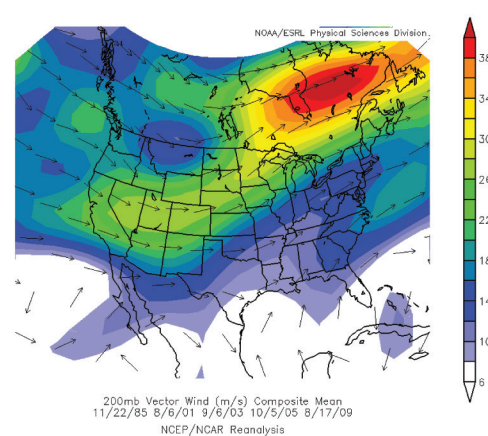 NOAA/ESRL Physical Sciences Division
38
34
30
26
22
18
14
10
6
200mb Vector Wind (m/s) Composite Mean
11/22/85 8/6/01 9/6/03 10/5/05 8/17/09
NCEP/NCAR Reanalysis